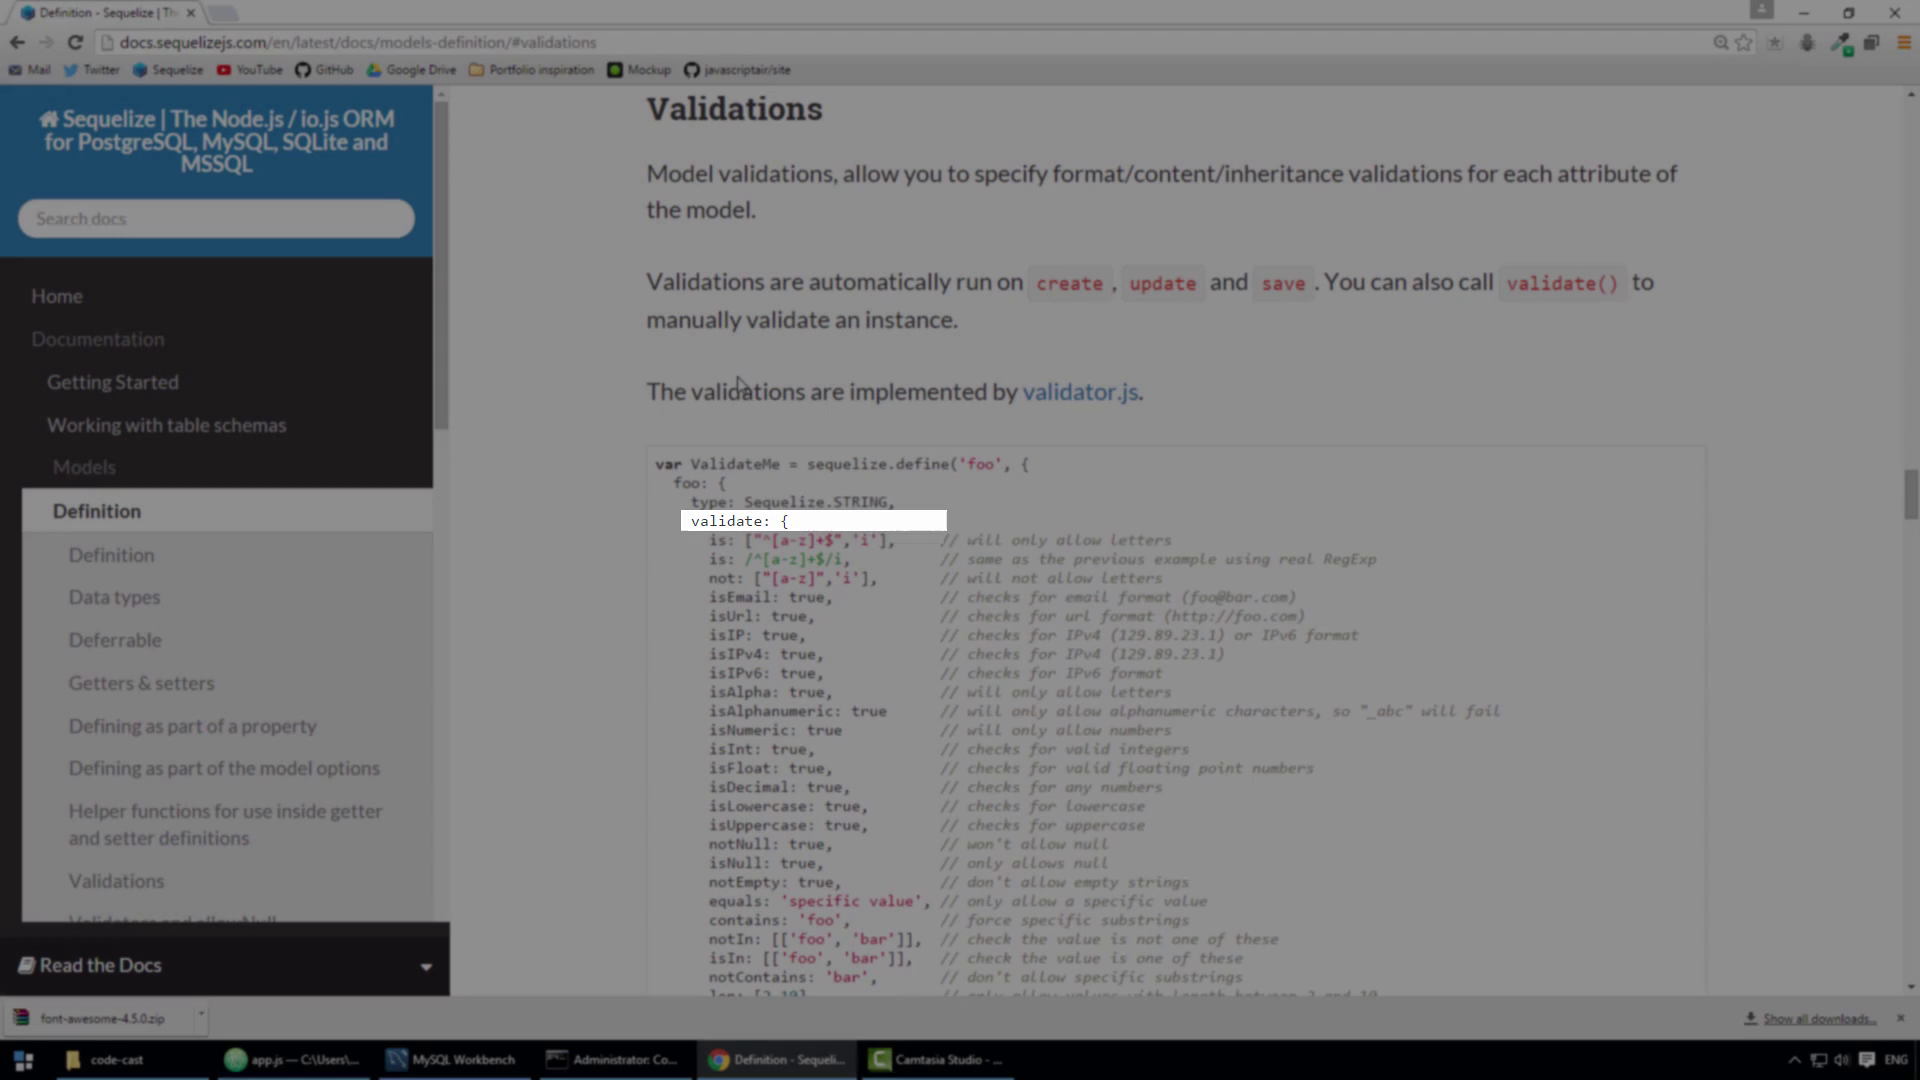 Definition - Sequelize | Th
docs.sequelizejs.com/en/latest/docs/models-definition/#validations
Mail Twitter Sequelize YouTube GitHub Google Drive Portfolio inspiration Mockup javascriptair/site
Sequelize | The Node.js / io.js ORM
for PostgreSQL, MySQL, SQLite and
MSSQL
Search docs
Home
Documentation
Getting Started
Working with table schemas
Models
Definition
Definition
Data types
Deferrable
Getters & setters
Defining as part of a property
Defining as part of the model options
Helper functions for use inside getter
and setter definitions
Validations
Validators and allowNull
Read the Docs
Validations
Model validations, allow you to specify format/content/inheritance validations for each attribute of
the model.
Validations are automatically run on create , update and save . You can also call validate() to
manually validate an instance.
The validations are implemented by validator.js.
var ValidateMe = sequelize.define('foo', {
foo: {
type: Sequelize.STRING,
validate: {
is: ["^[a-z]+$",'i'], // will only allow letters
is: /^[a-z]+$/i, // same as the previous example using real RegExp
not: ["[a-z]",'i'], // will not allow letters
isEmail: true, // checks for email format (foo@bar.com)
isUrl: true, // checks for url format (http://foo.com)
isIP: true, // checks for IPv4 (129.89.23.1) or IPv6 format
isIPv4: true, // checks for IPv4 (129.89.23.1)
isIPv6: true, // checks for IPv6 format
isAlpha: true, // will only allow letters
isAlphanumeric: true // will only allow alphanumeric characters, so "_abc" will fail
isNumeric: true // will only allow numbers
isInt: true, // checks for valid integers
isFloat: true, // checks for valid floating point numbers
isDecimal: true, // checks for any numbers
isLowercase: true, // checks for lowercase
isUppercase: true, // checks for uppercase
notNull: true, // won't allow null
isNull: true, // only allows null
notEmpty: true, // don't allow empty strings
equals: 'specific value', // only allow a specific value
contains: 'foo', // force specific substrings
notIn: [['foo', 'bar']], // check the value is not one of these
isIn: [['foo', 'bar']], // check the value is one of these
notContains: 'bar', // don't allow specific substrings
len: [2,10], // only allow values with length between 2 and 10
font-awesome-4.5.0.zip
Show all downloads...
code-cast app.js — C:\Users\... MySQL Workbench Administrator: Co... Definition - Sequeli... Camtasia Studio - ... ENG